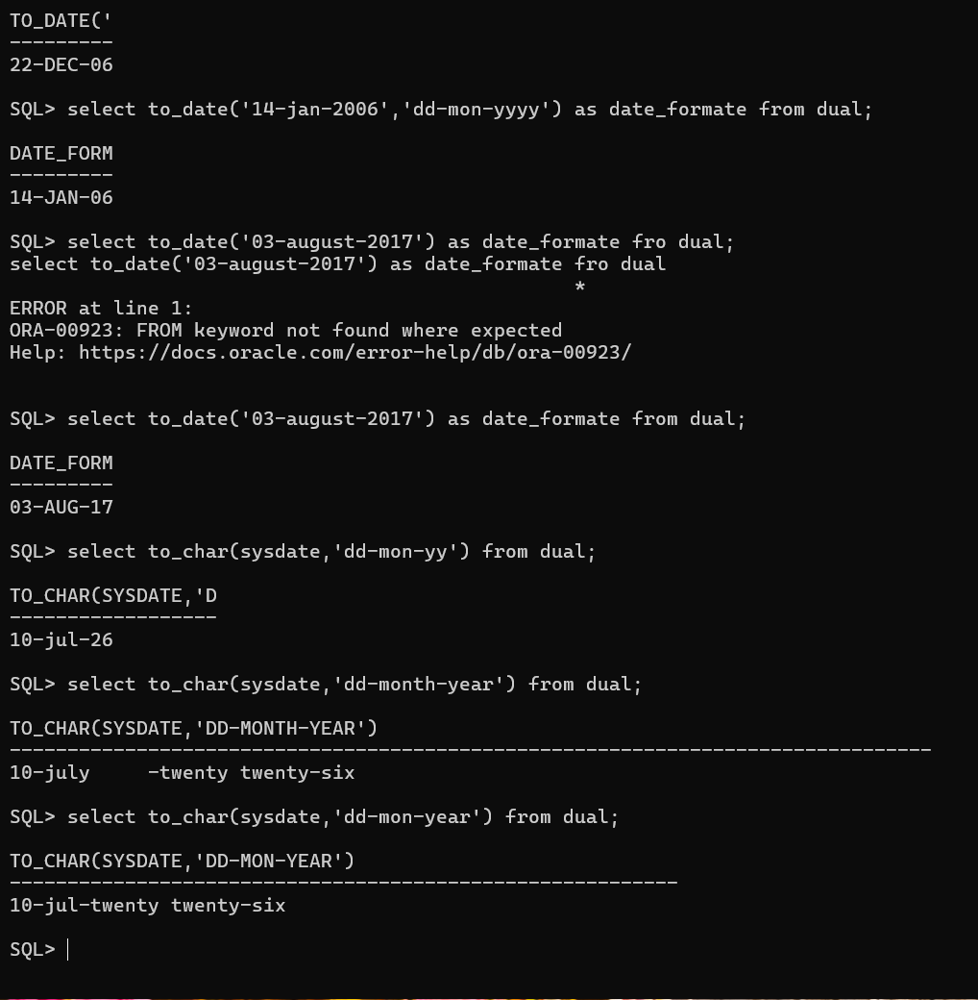 TO_DATE('
---------
22-DEC-06
SQL> select to_date('14-jan-2006','dd-mon-yyyy') as date_formate from dual;
DATE_FORM
---------
14-JAN-06
SQL> select to_date('03-august-2017') as date_formate fro dual;
select to_date('03-august-2017') as date_formate fro dual
*
ERROR at line 1:
ORA-00923: FROM keyword not found where expected
Help: https://docs.oracle.com/error-help/db/ora-00923/
SQL> select to_date('03-august-2017') as date_formate from dual;
DATE_FORM
---------
03-AUG-17
SQL> select to_char(sysdate,'dd-mon-yy') from dual;
TO_CHAR(SYSDATE,'D
------------------
10-jul-26
SQL> select to_char(sysdate,'dd-month-year') from dual;
TO_CHAR(SYSDATE,'DD-MONTH-YEAR')
--------------------------------------------------------------------------------
10-july     -twenty twenty-six
SQL> select to_char(sysdate,'dd-mon-year') from dual;
TO_CHAR(SYSDATE,'DD-MON-YEAR')
----------------------------------------------------------
10-jul-twenty twenty-six
SQL>